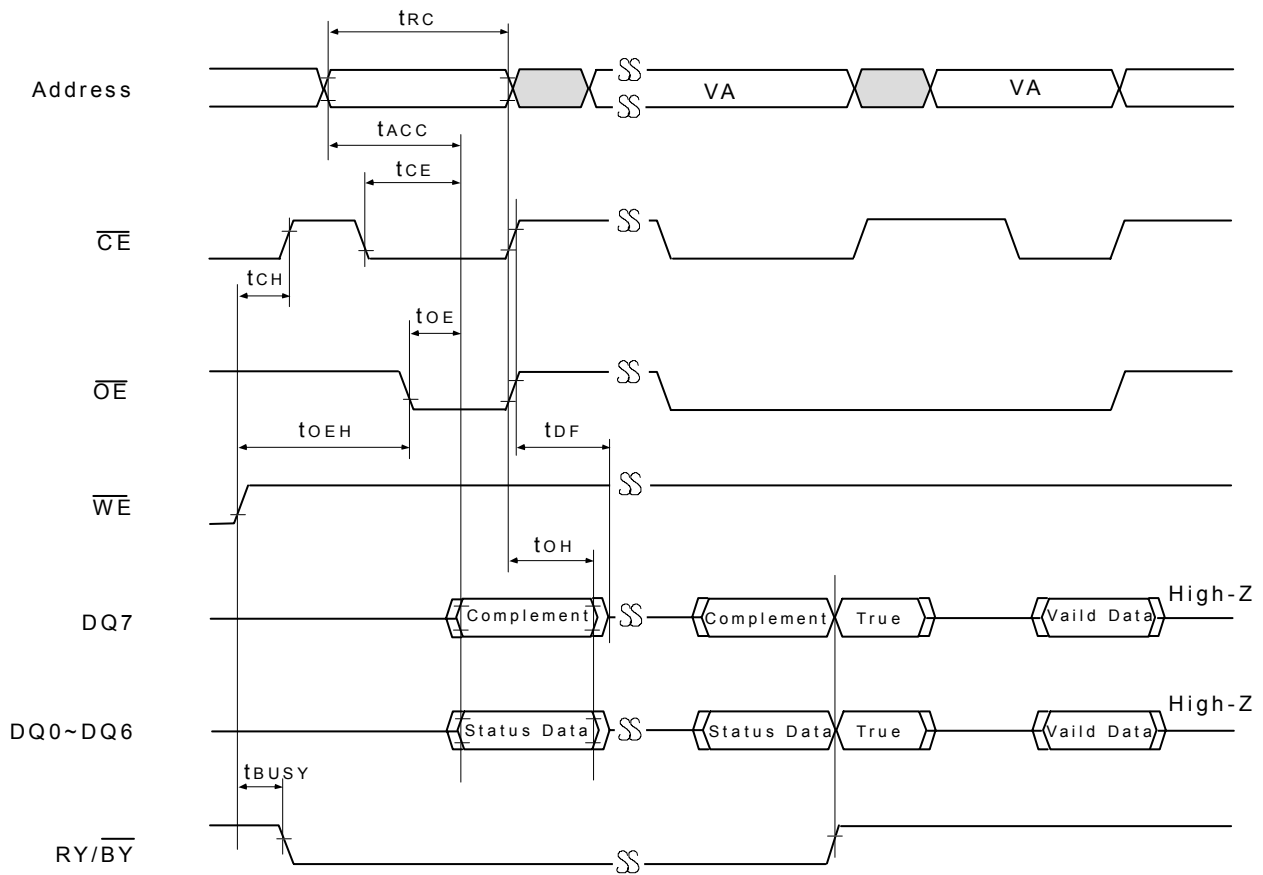 tRC
Address
VA
VA
tACC
tCE
CE
tCH
tOE
OE
tOEH
tDF
WE
tOH
High-Z
DQ7
Complement
Complement
True
Vaild Data
High-Z
DQ0~DQ6
Status Data
Status Data
True
Vaild Data
tBUSY
RY/BY